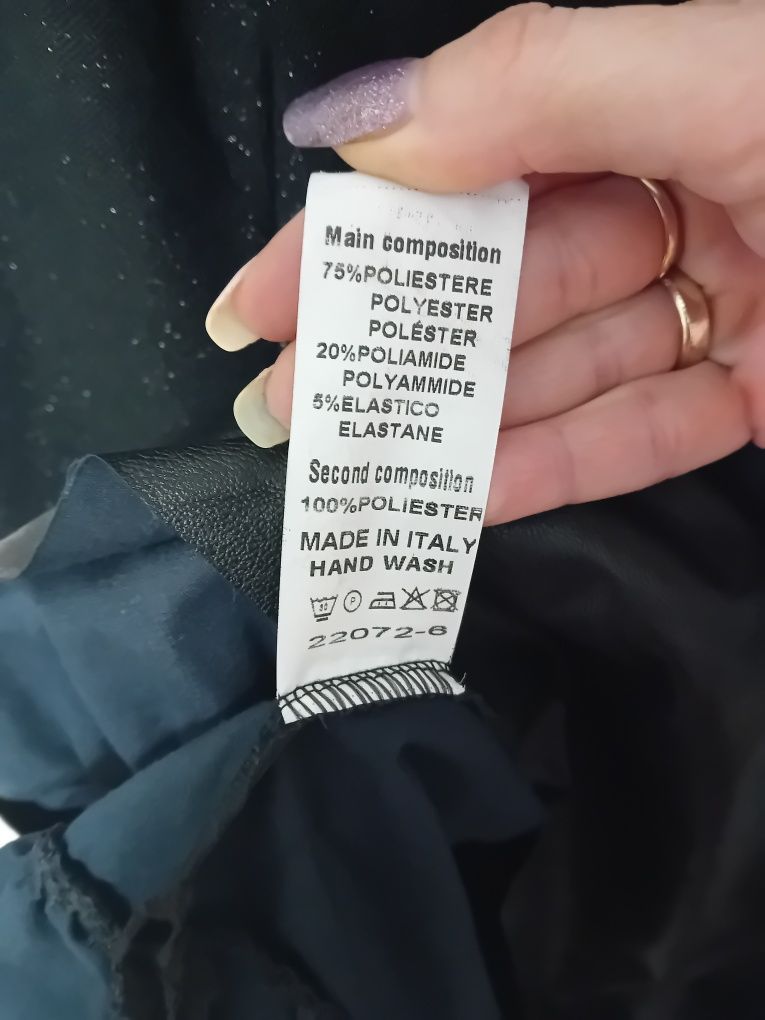 Main composition
75%POLIESTERE
POLYESTER
POLÉSTER
20%POLIAMIDE
POLYAMMIDE
5%ELASTICO
ELASTANE
Second composition
100%POLIESTER
MADE IN ITALY
HAND WASH
30 P
22072-6